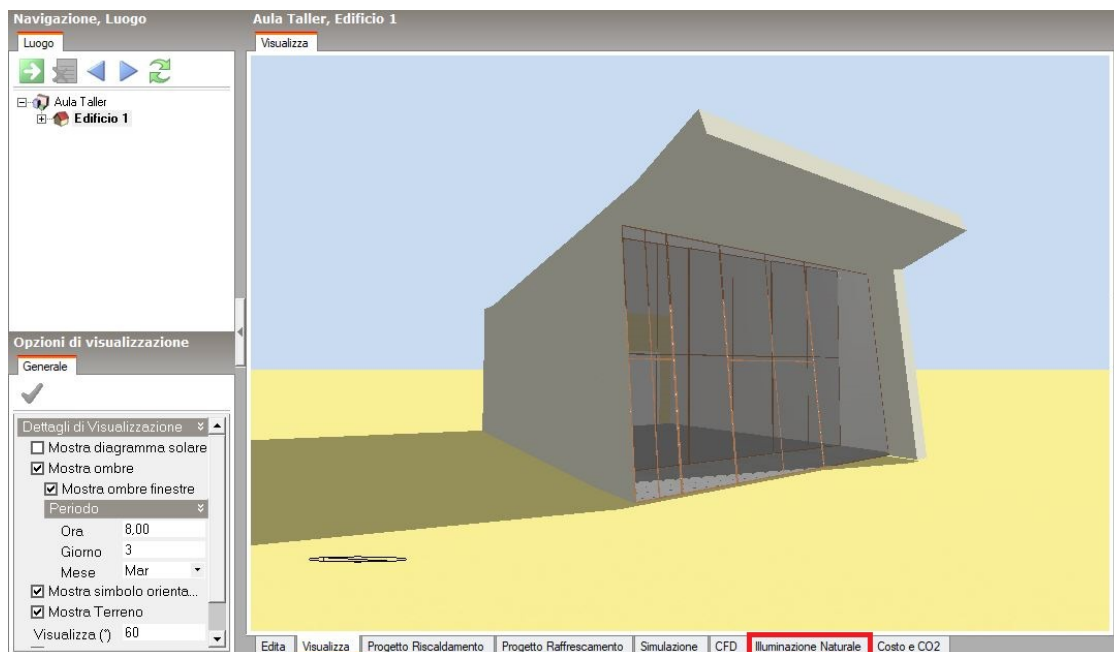 Navigazione, Luogo
Luogo
Aula Taller
Edificio 1
Opzioni di visualizzazione
Generale
Dettagli di Visualizzazione
Mostra diagramma solare
Mostra ombre
Mostra ombre finestre
Periodo
Ora 8,00
Giorno 3
Mese Mar
Mostra simbolo orienta...
Mostra Terreno
Visualizza (°) 60
Aula Taller, Edificio 1
Visualizza
Edita Visualizza Progetto Riscaldamento Progetto Raffrescamento Simulazione CFD Illuminazione Naturale Costo e CO2